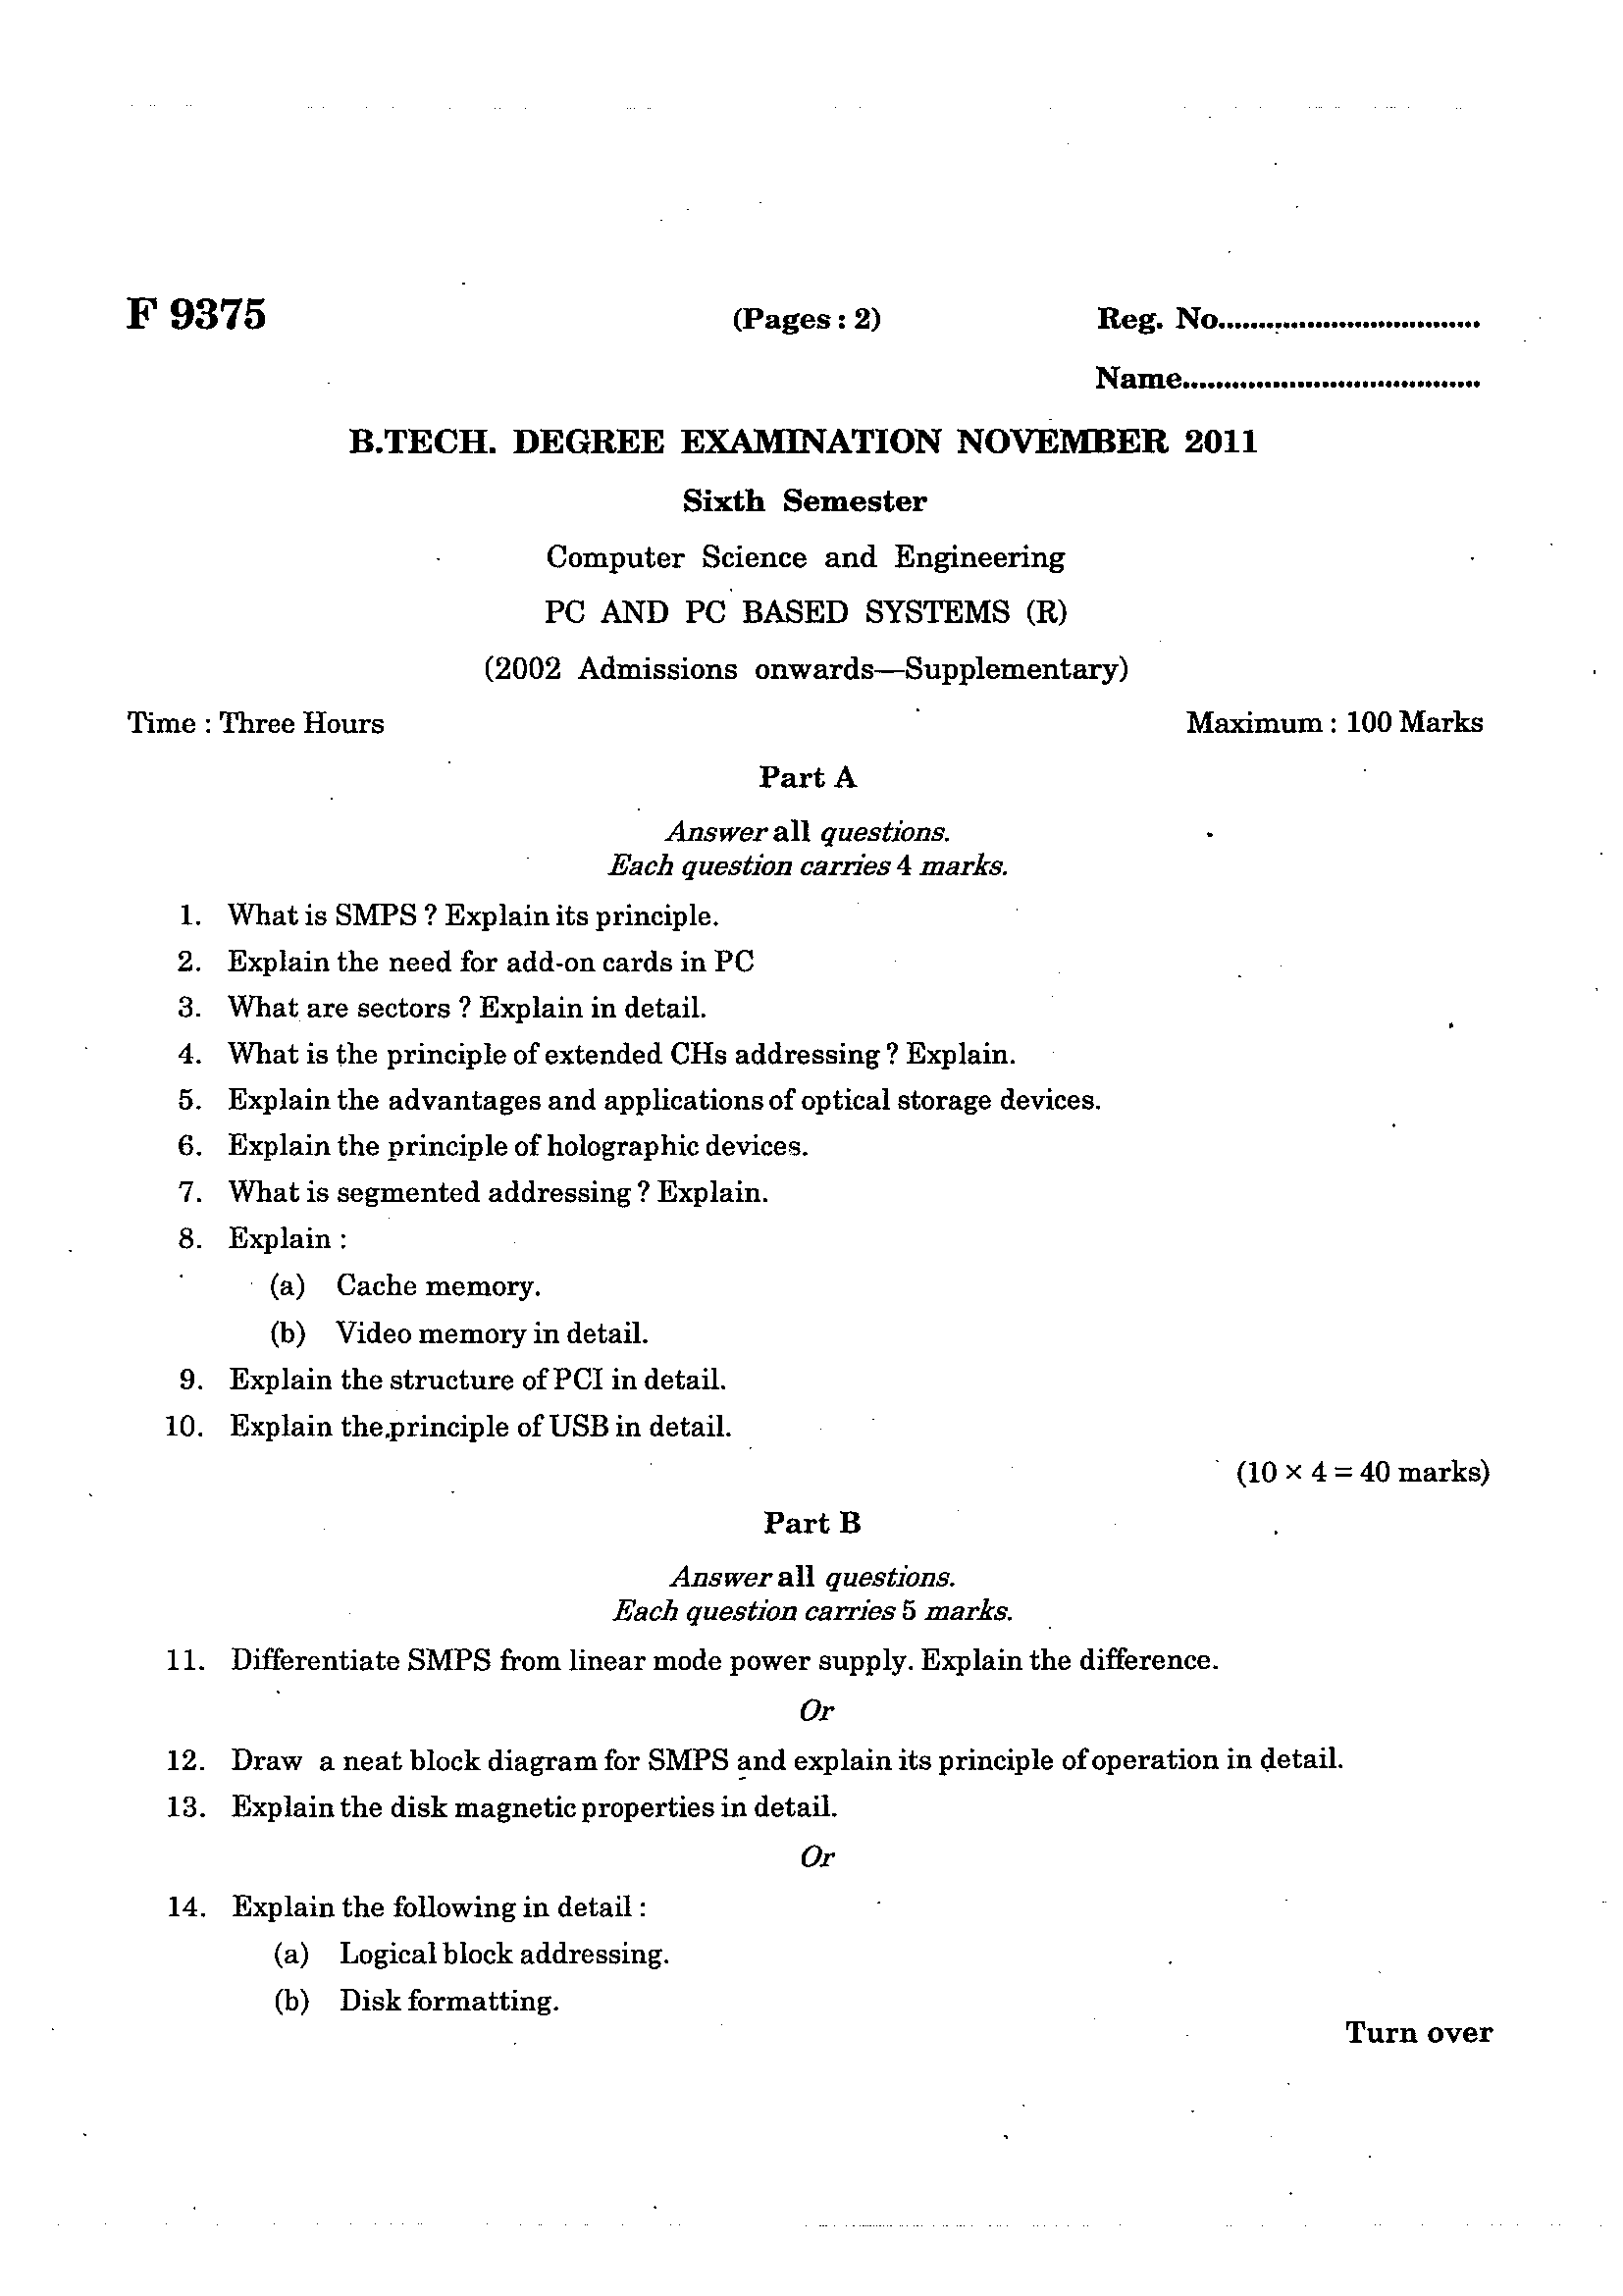 F 9375
(Pages : 2)
Reg. No.................................
Name.....................................
B.TECH. DEGREE EXAMINATION NOVEMBER 2011
Sixth Semester
Computer Science and Engineering
PC AND PC BASED SYSTEMS (R)
(2002 Admissions onwards—Supplementary)
Time : Three Hours
Maximum : 100 Marks
Part A
Answer all questions.
Each question carries 4 marks.
1. What is SMPS ? Explain its principle.
2. Explain the need for add-on cards in PC
3. What are sectors ? Explain in detail.
4. What is the principle of extended CHs addressing ? Explain.
5. Explain the advantages and applications of optical storage devices.
6. Explain the principle of holographic devices.
7. What is segmented addressing ? Explain.
8. Explain :
(a) Cache memory.
(b) Video memory in detail.
9. Explain the structure of PCI in detail.
10. Explain the principle of USB in detail.
(10 × 4 = 40 marks)
Part B
Answer all questions.
Each question carries 5 marks.
11. Differentiate SMPS from linear mode power supply. Explain the difference.
Or
12. Draw a neat block diagram for SMPS and explain its principle of operation in detail.
13. Explain the disk magnetic properties in detail.
Or
14. Explain the following in detail :
(a) Logical block addressing.
(b) Disk formatting.
Turn over